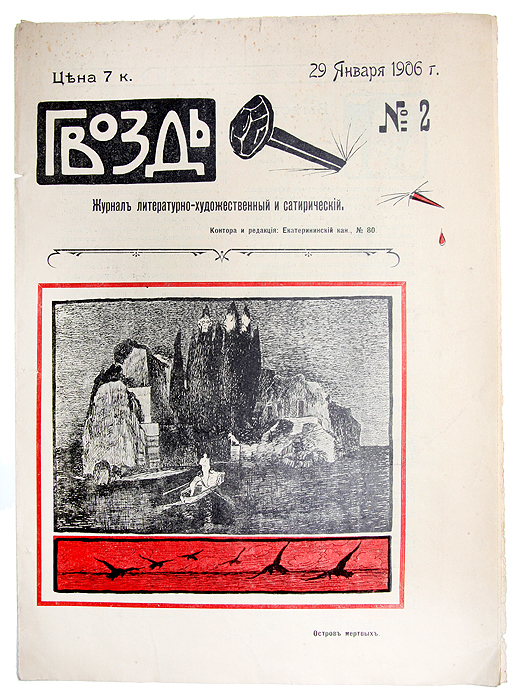 Цѣна 7 к.
29 Января 1906 г.
ГВОЗДЬ
№ 2
Журналъ литературно-художественный и сатирическій.
Контора и редакція: Екатерининскій кан., № 80.
Островъ мертвыхъ.